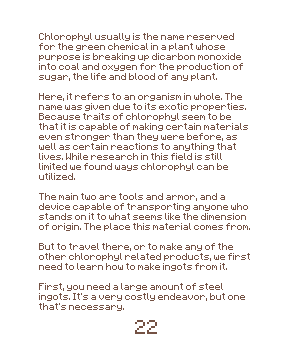 Chlorophyl usually is the name reserved
for the green chemical in a plant whose
purpose is breaking up dicarbon monoxide
into coal and oxygen for the production of
sugar, the life and blood of any plant.
Here, it refers to an organism in whole. The
name was given due to its exotic properties.
Because traits of chlorophyl seem to be
that it is capable of making certain materials
even stronger than they were before, as
well as certain reactions to anything that
lives. While research in this field is still
limited we found ways chlorophyl can be
utilized.
The main two are tools and armor, and a
device capable of transporting anyone who
stands on it to what seems like the dimension
of origin. The place this material comes from.
But to travel there, or to make any of the
other chlorophyl related products, we first
need to learn how to make ingots from it.
First, you need a large amount of steel
ingots. It's a very costly endeavor, but one
that's necessary.
22